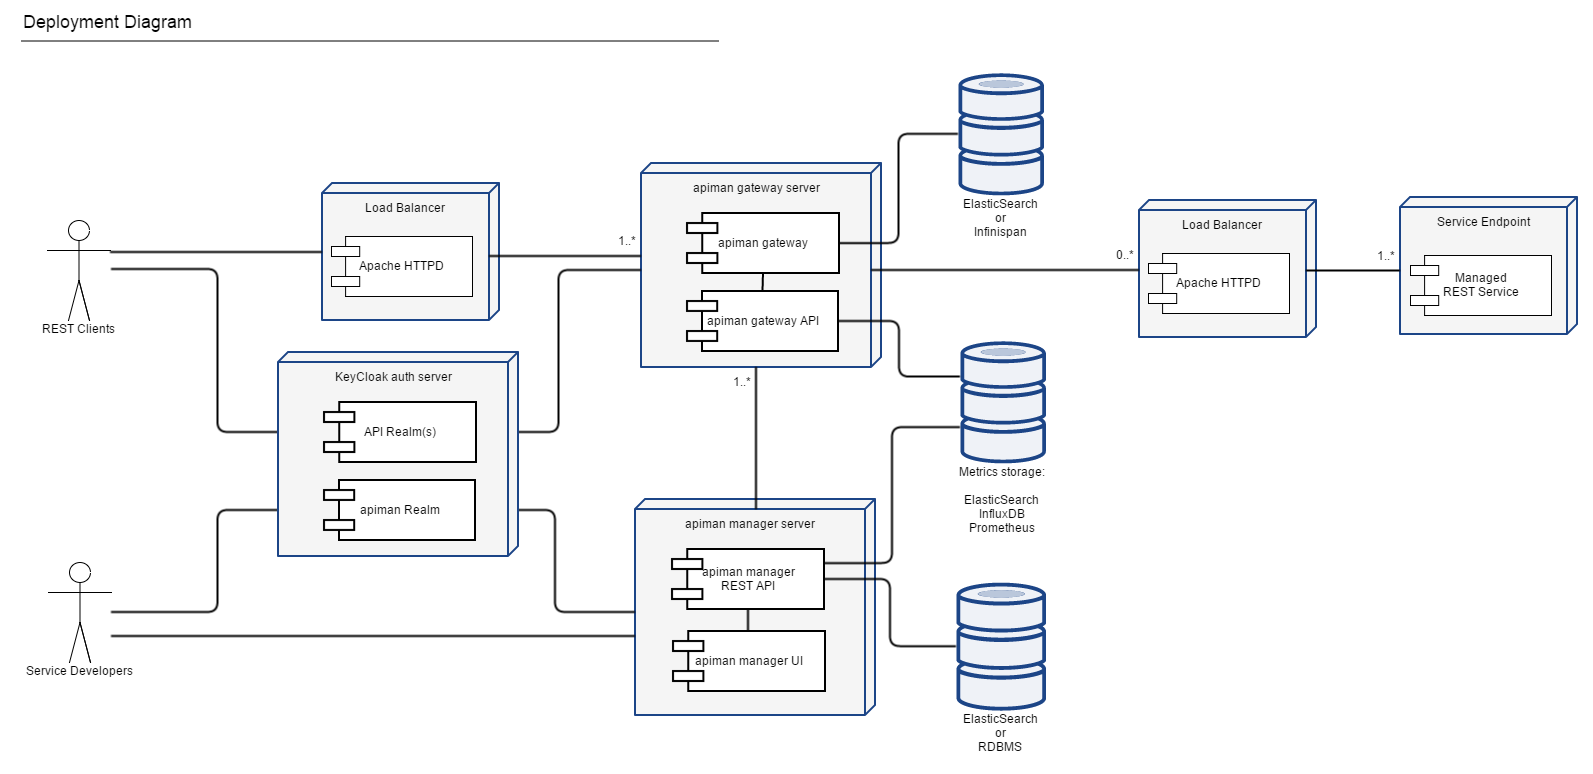 Deployment Diagram
ElasticSearch
or
Infinispan
apiman gateway server
apiman gateway
apiman gateway API
1..*
1..*
Load Balancer
Apache HTTPD
REST Clients
0..*
Load Balancer
Apache HTTPD
1..*
Service Endpoint
Managed
REST Service
KeyCloak auth server
API Realm(s)
apiman Realm
Metrics storage:
ElasticSearch
InfluxDB
Prometheus
apiman manager server
apiman manager
REST API
apiman manager UI
Service Developers
ElasticSearch
or
RDBMS